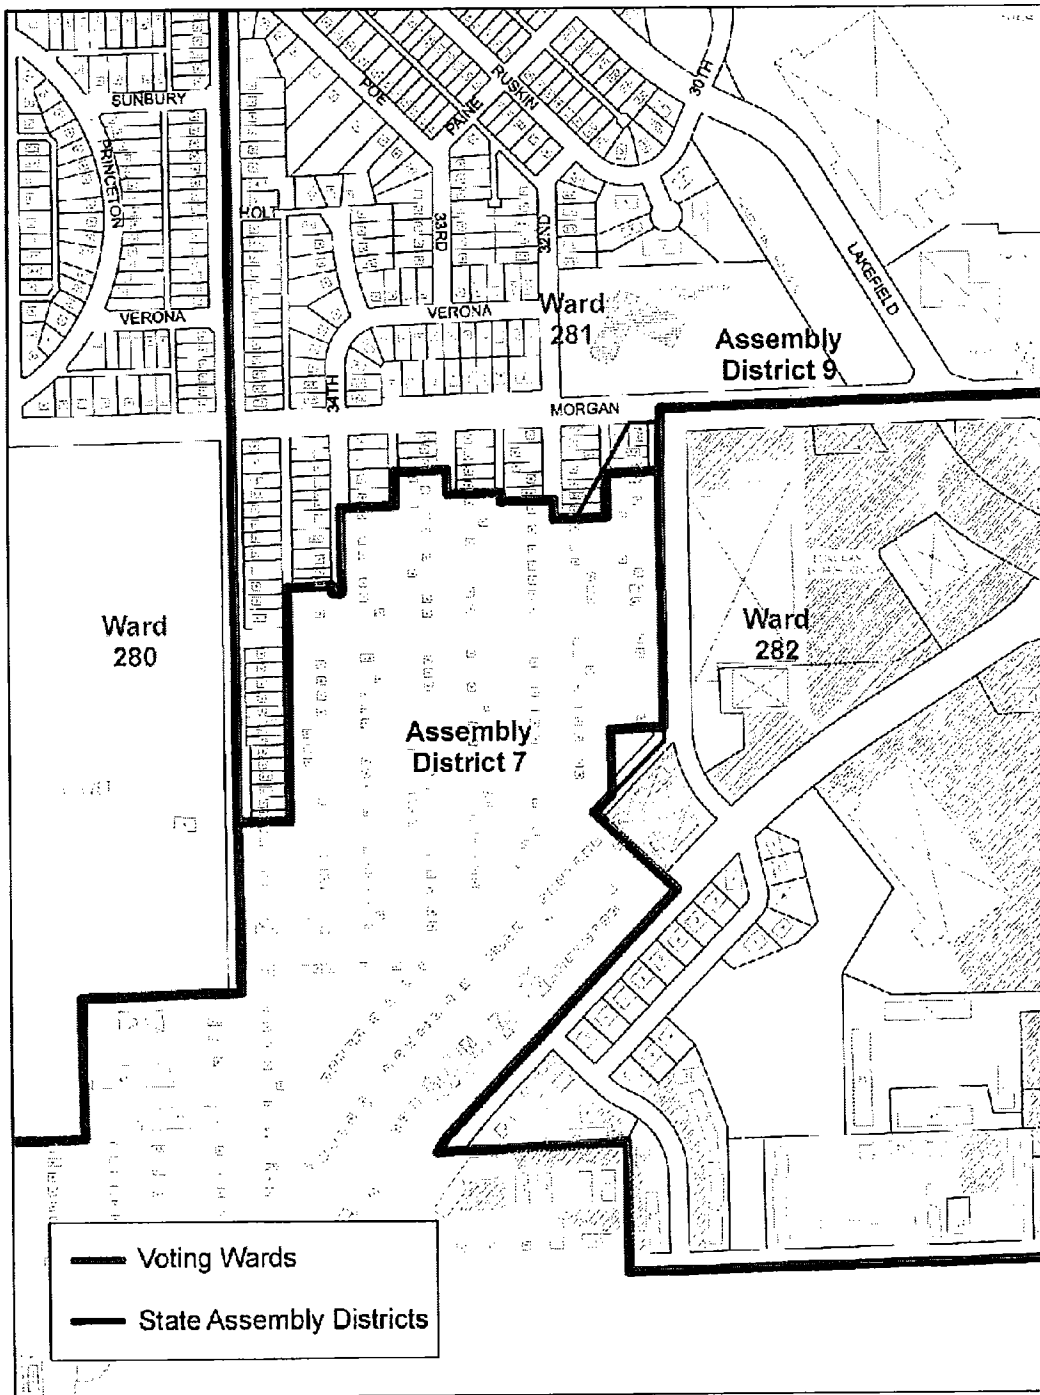 SUNBURY
PRINCETON
POE
PAINE
RUSKIN
30TH
HOLT
33RD
32ND
LAKEFIELD
VERONA
VERONA
Ward
281
Assembly
District 9
34TH
MORGAN
Ward
280
Ward
282
Assembly
District 7
Voting Wards
State Assembly Districts